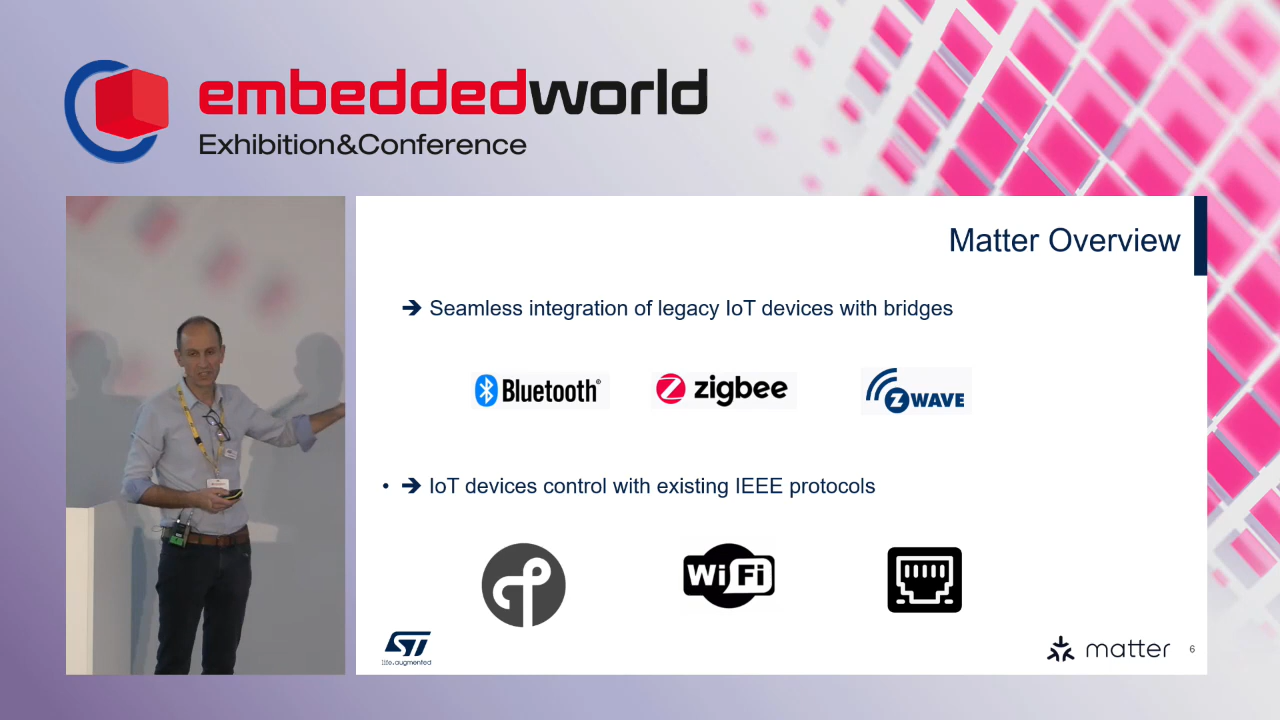 embeddedworld
Exhibition&Conference
Matter Overview
➔ Seamless integration of legacy IoT devices with bridges
Bluetooth®
zigbee
Z WAVE
• ➔ IoT devices control with existing IEEE protocols
WiFi
ST
life.augmented
matter
6